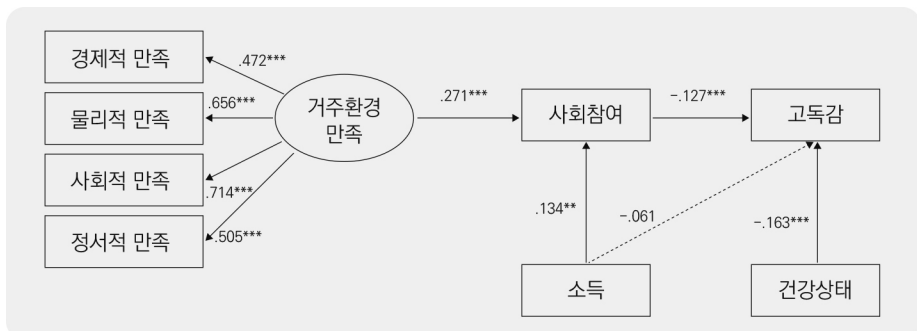 경제적 만족
.472***
물리적 만족
.656***
거주환경
만족
.271***
사회참여
-.127***
고독감
사회적 만족
.714***
정서적 만족
.505***
.134**
-.061
-.163***
소득
건강상태